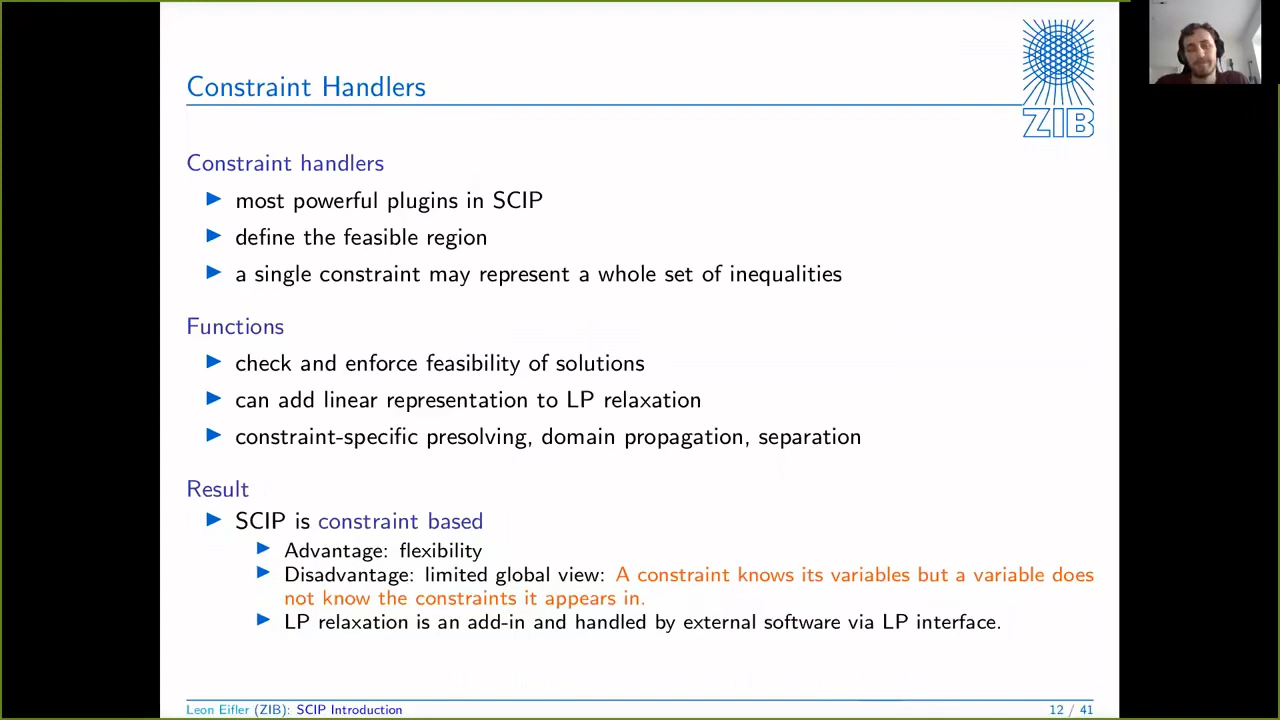 Constraint Handlers
ZIB
Constraint handlers
most powerful plugins in SCIP
define the feasible region
a single constraint may represent a whole set of inequalities
Functions
check and enforce feasibility of solutions
can add linear representation to LP relaxation
constraint-specific presolving, domain propagation, separation
Result
SCIP is constraint based
Advantage: flexibility
Disadvantage: limited global view: A constraint knows its variables but a variable does
not know the constraints it appears in.
LP relaxation is an add-in and handled by external software via LP interface.
Leon Eifler (ZIB): SCIP Introduction
12 / 41